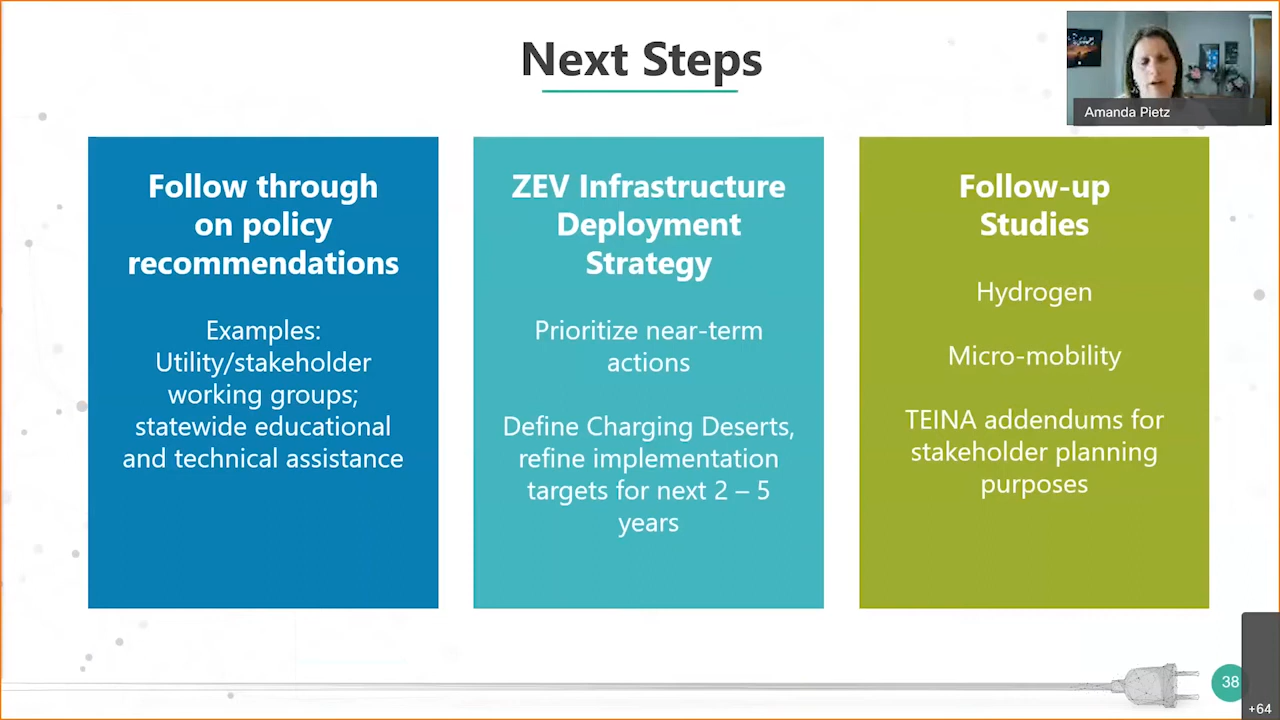 Next Steps
Amanda Pietz
Follow through
on policy
recommendations
Examples:
Utility/stakeholder
working groups;
statewide educational
and technical assistance
ZEV Infrastructure
Deployment
Strategy
Prioritize near-term
actions
Define Charging Deserts,
refine implementation
targets for next 2 – 5
years
Follow-up
Studies
Hydrogen
Micro-mobility
TEINA addendums for
stakeholder planning
purposes
38
+64